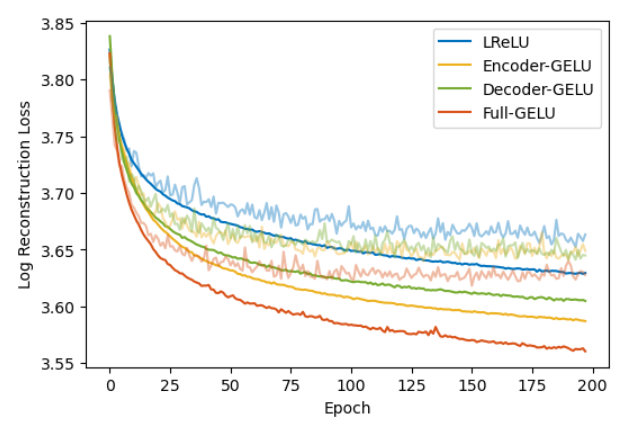 3.85
3.80
3.75
3.70
3.65
3.60
3.55
Log Reconstruction Loss
LReLU
Encoder-GELU
Decoder-GELU
Full-GELU
0 25 50 75 100 125 150 175 200
Epoch